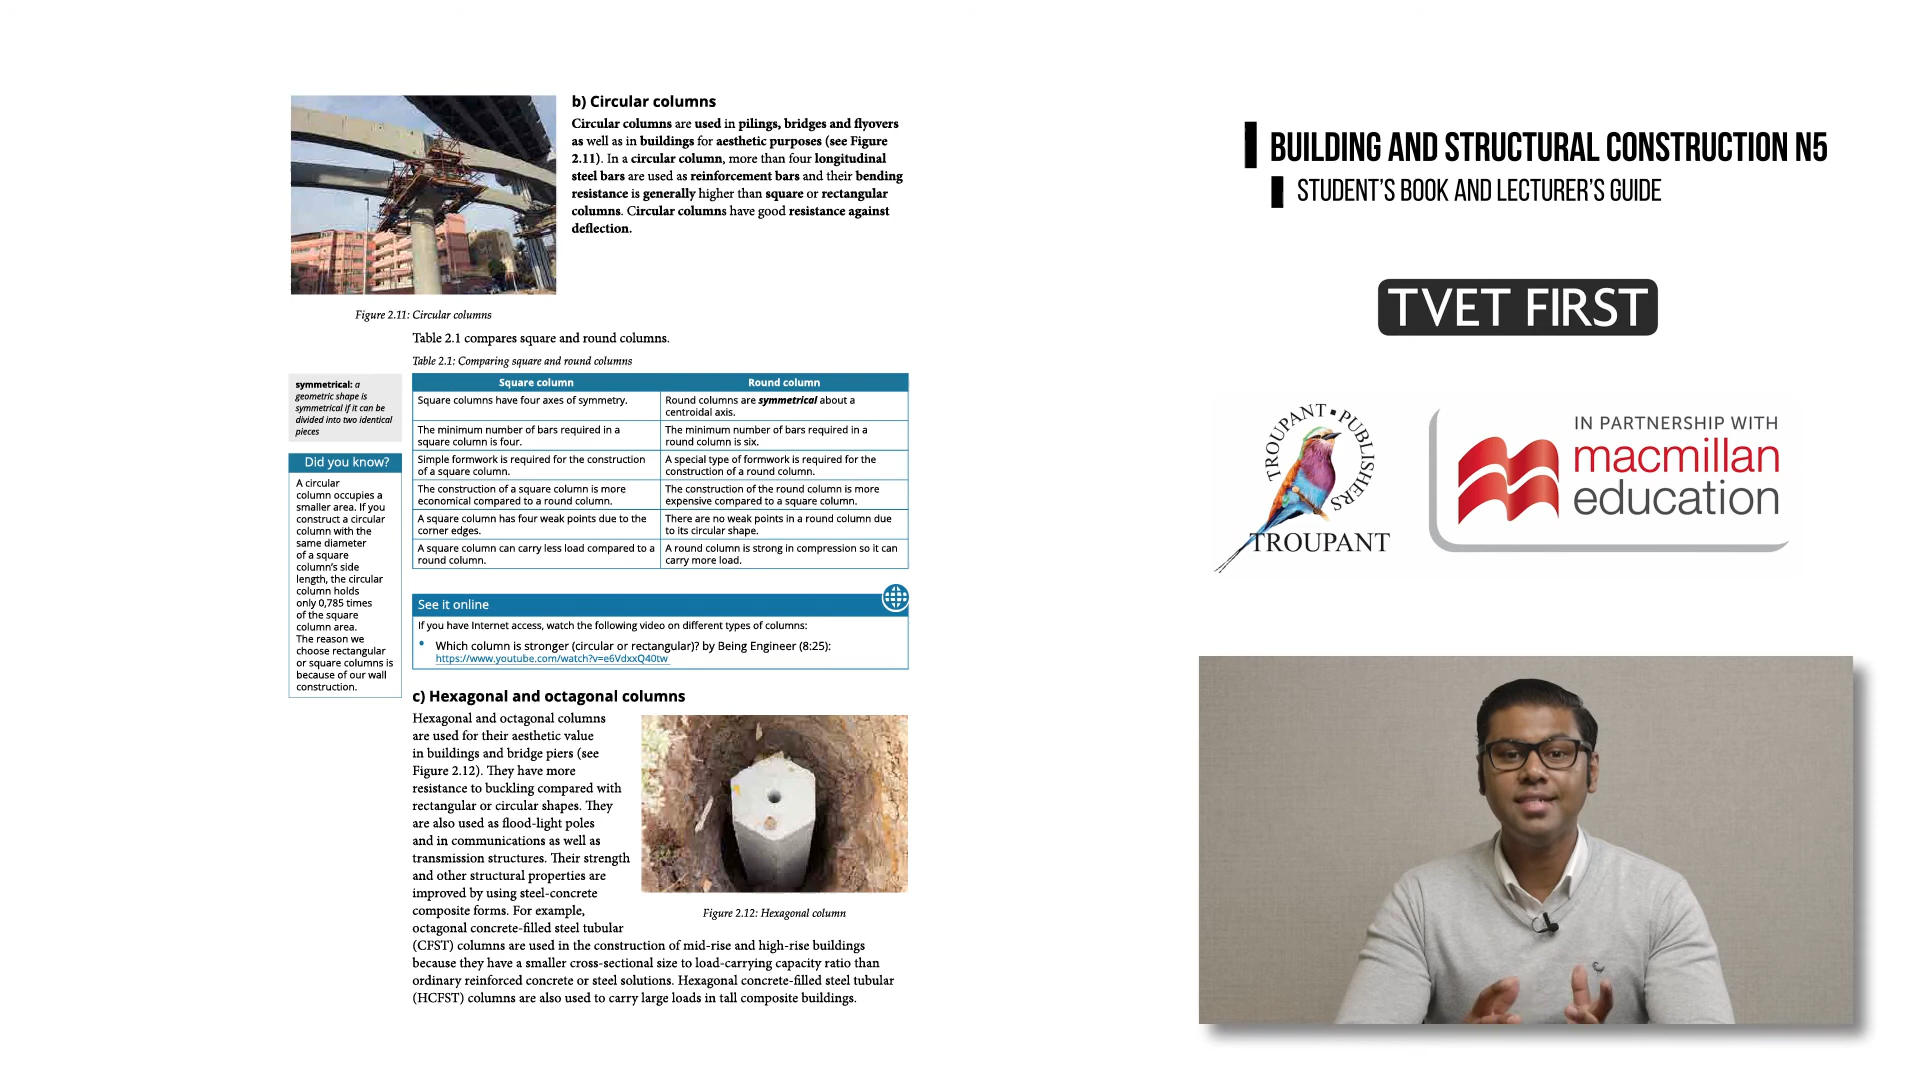 b) Circular columns
Circular columns are used in pilings, bridges and flyovers
as well as in buildings for aesthetic purposes (see Figure
2.11). In a circular column, more than four longitudinal
steel bars are used as reinforcement bars and their bending
resistance is generally higher than square or rectangular
columns. Circular columns have good resistance against
deflection.
Figure 2.11: Circular columns
Table 2.1 compares square and round columns.
Table 2.1: Comparing square and round columns
symmetrical: a
geometric shape is
symmetrical if it can be
divided into two identical
pieces
Did you know?
A circular
column occupies a
smaller area. If you
construct a circular
column with the
same diameter
of a square
column's side
length, the circular
column holds
only 0,785 times
of the square
column area.
The reason we
choose rectangular
or square columns is
because of our wall
construction.
Square column
Round column
Square columns have four axes of symmetry.
Round columns are symmetrical about a
centroidal axis.
The minimum number of bars required in a
square column is four.
The minimum number of bars required in a
round column is six.
Simple formwork is required for the construction
of a square column.
A special type of formwork is required for the
construction of a round column.
The construction of a square column is more
economical compared to a round column.
The construction of the round column is more
expensive compared to a square column.
A square column has four weak points due to the
corner edges.
There are no weak points in a round column due
to its circular shape.
A square column can carry less load compared to a
round column.
A round column is strong in compression so it can
carry more load.
See it online
If you have Internet access, watch the following video on different types of columns:
• Which column is stronger (circular or rectangular)? by Being Engineer (8:25):
https://www.youtube.com/watch?v=e6VdxxQ40tw
c) Hexagonal and octagonal columns
Hexagonal and octagonal columns
are used for their aesthetic value
in buildings and bridge piers (see
Figure 2.12). They have more
resistance to buckling compared with
rectangular or circular shapes. They
are also used as flood-light poles
and in communications as well as
transmission structures. Their strength
and other structural properties are
improved by using steel-concrete
composite forms. For example,
octagonal concrete-filled steel tubular
(CFST) columns are used in the construction of mid-rise and high-rise buildings
because they have a smaller cross-sectional size to load-carrying capacity ratio than
ordinary reinforced concrete or steel solutions. Hexagonal concrete-filled steel tubular
(HCFST) columns are also used to carry large loads in tall composite buildings.
Figure 2.12: Hexagonal column
BUILDING AND STRUCTURAL CONSTRUCTION N5
STUDENT'S BOOK AND LECTURER'S GUIDE
TVET FIRST
TROUPANT PUBLISHERS
TROUPANT
IN PARTNERSHIP WITH
macmillan
education